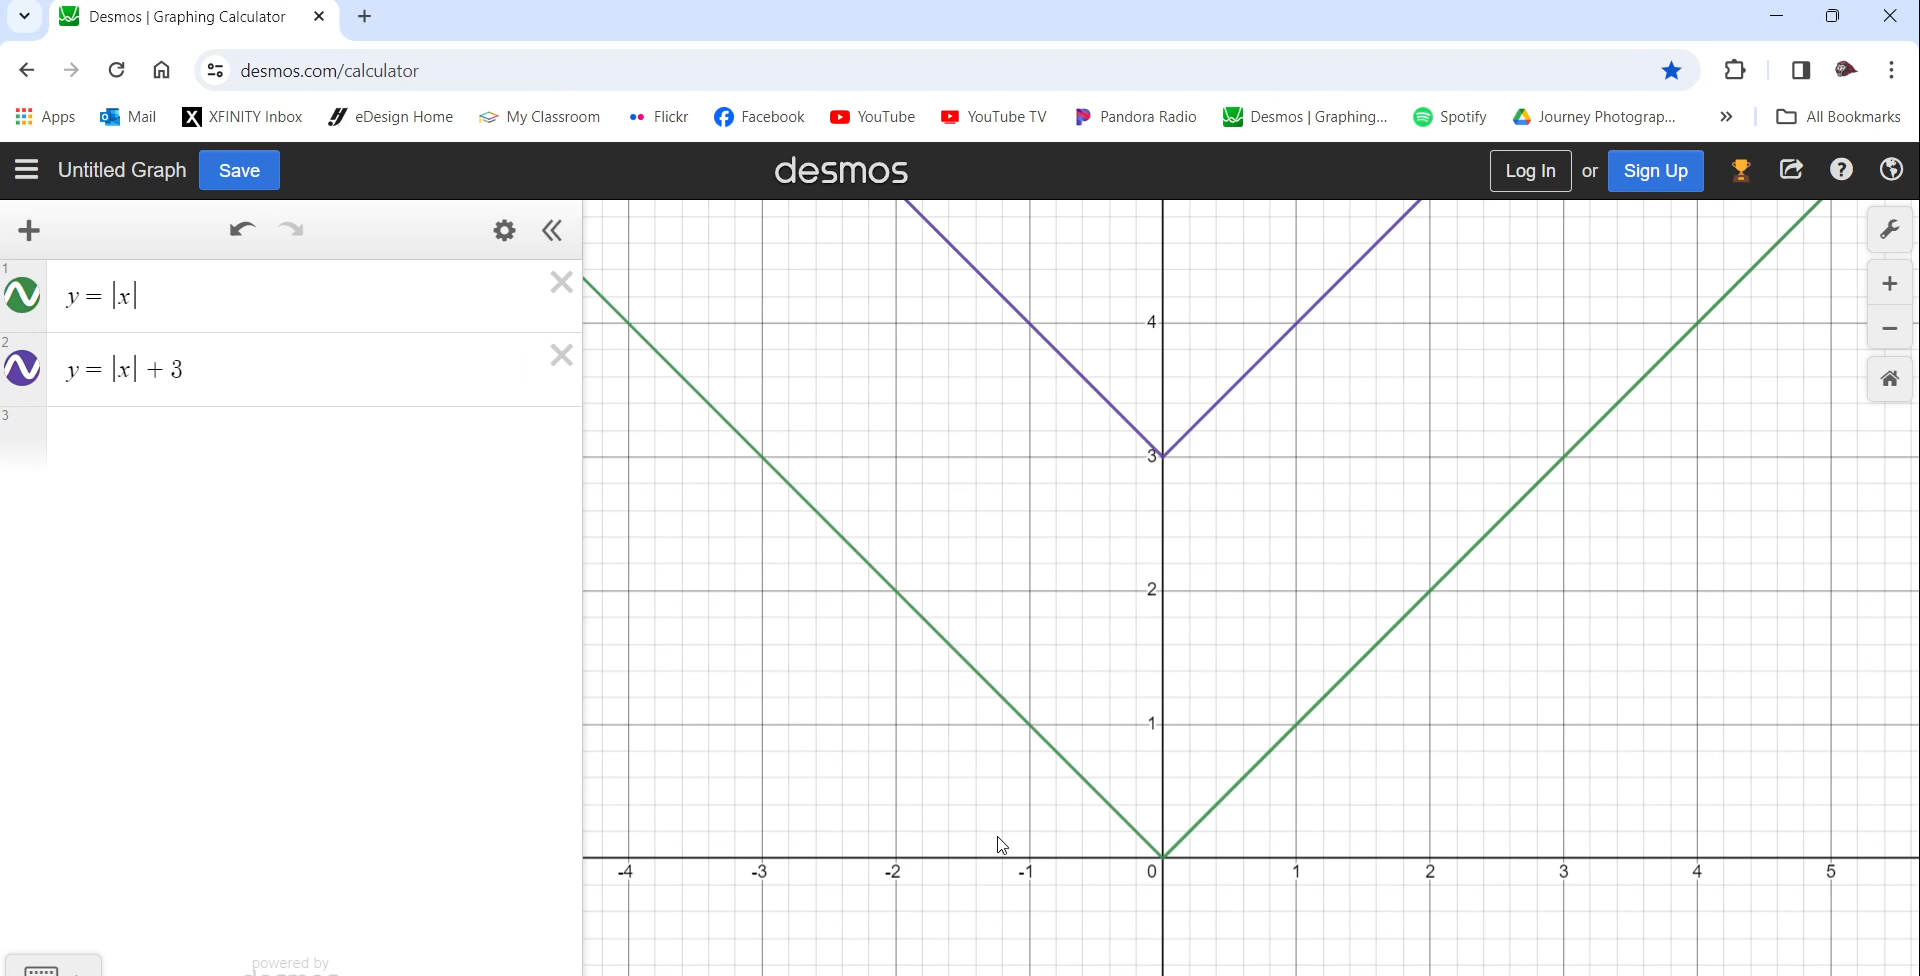 Desmos | Graphing Calculator
desmos.com/calculator
Apps Mail XFINITY Inbox eDesign Home My Classroom Flickr Facebook YouTube YouTube TV Pandora Radio Desmos | Graphing... Spotify Journey Photograp... All Bookmarks
Untitled Graph Save desmos Log In or Sign Up
1
y = |x|
2
y = |x| + 3
3
4
3
2
1
-4 -3 -2 -1 0 1 2 3 4 5
powered by